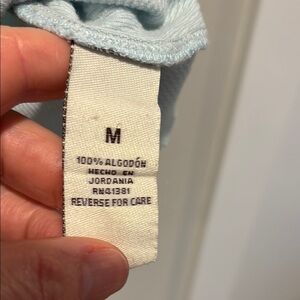 M
100% ALGODÓN
HECHO EN
JORDANIA
RN41381
REVERSE FOR CARE